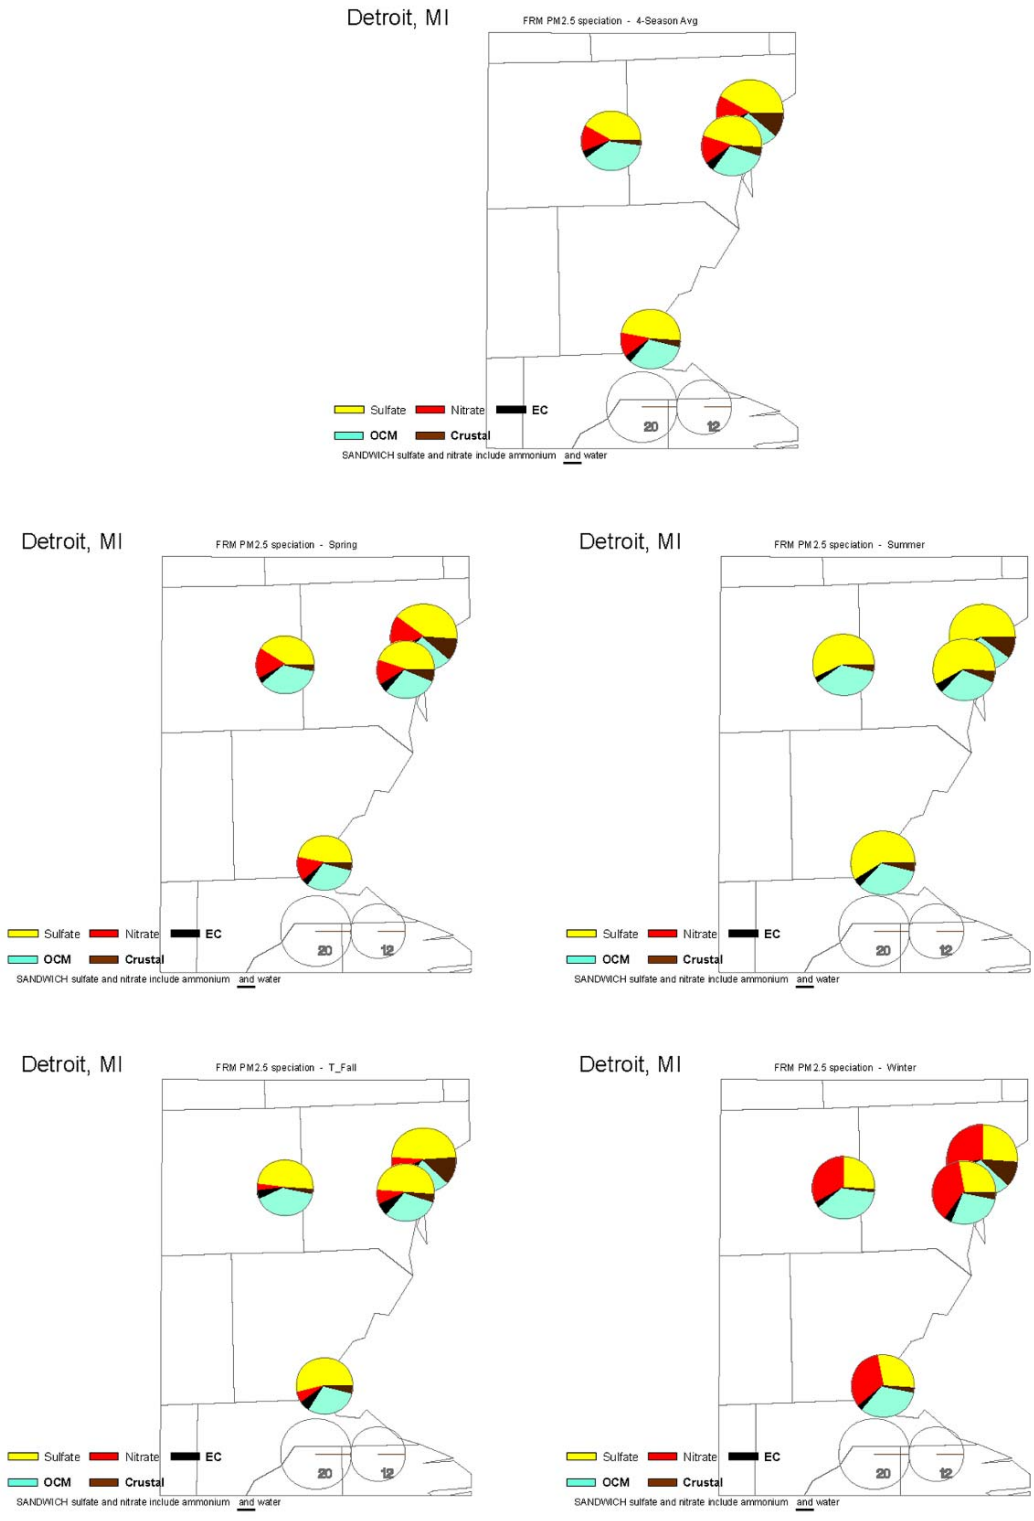 Detroit, MI
FRM PM2.5 speciation - 4-Season Avg
20 12
Sulfate Nitrate EC
OCM Crustal
SANDWICH sulfate and nitrate include ammonium and water
Detroit, MI
FRM PM2.5 speciation - Spring
20 12
Sulfate Nitrate EC
OCM Crustal
SANDWICH sulfate and nitrate include ammonium and water
Detroit, MI
FRM PM2.5 speciation - Summer
20 12
Sulfate Nitrate EC
OCM Crustal
SANDWICH sulfate and nitrate include ammonium and water
Detroit, MI
FRM PM2.5 speciation - T_Fall
20 12
Sulfate Nitrate EC
OCM Crustal
SANDWICH sulfate and nitrate include ammonium and water
Detroit, MI
FRM PM2.5 speciation - Winter
20 12
Sulfate Nitrate EC
OCM Crustal
SANDWICH sulfate and nitrate include ammonium and water